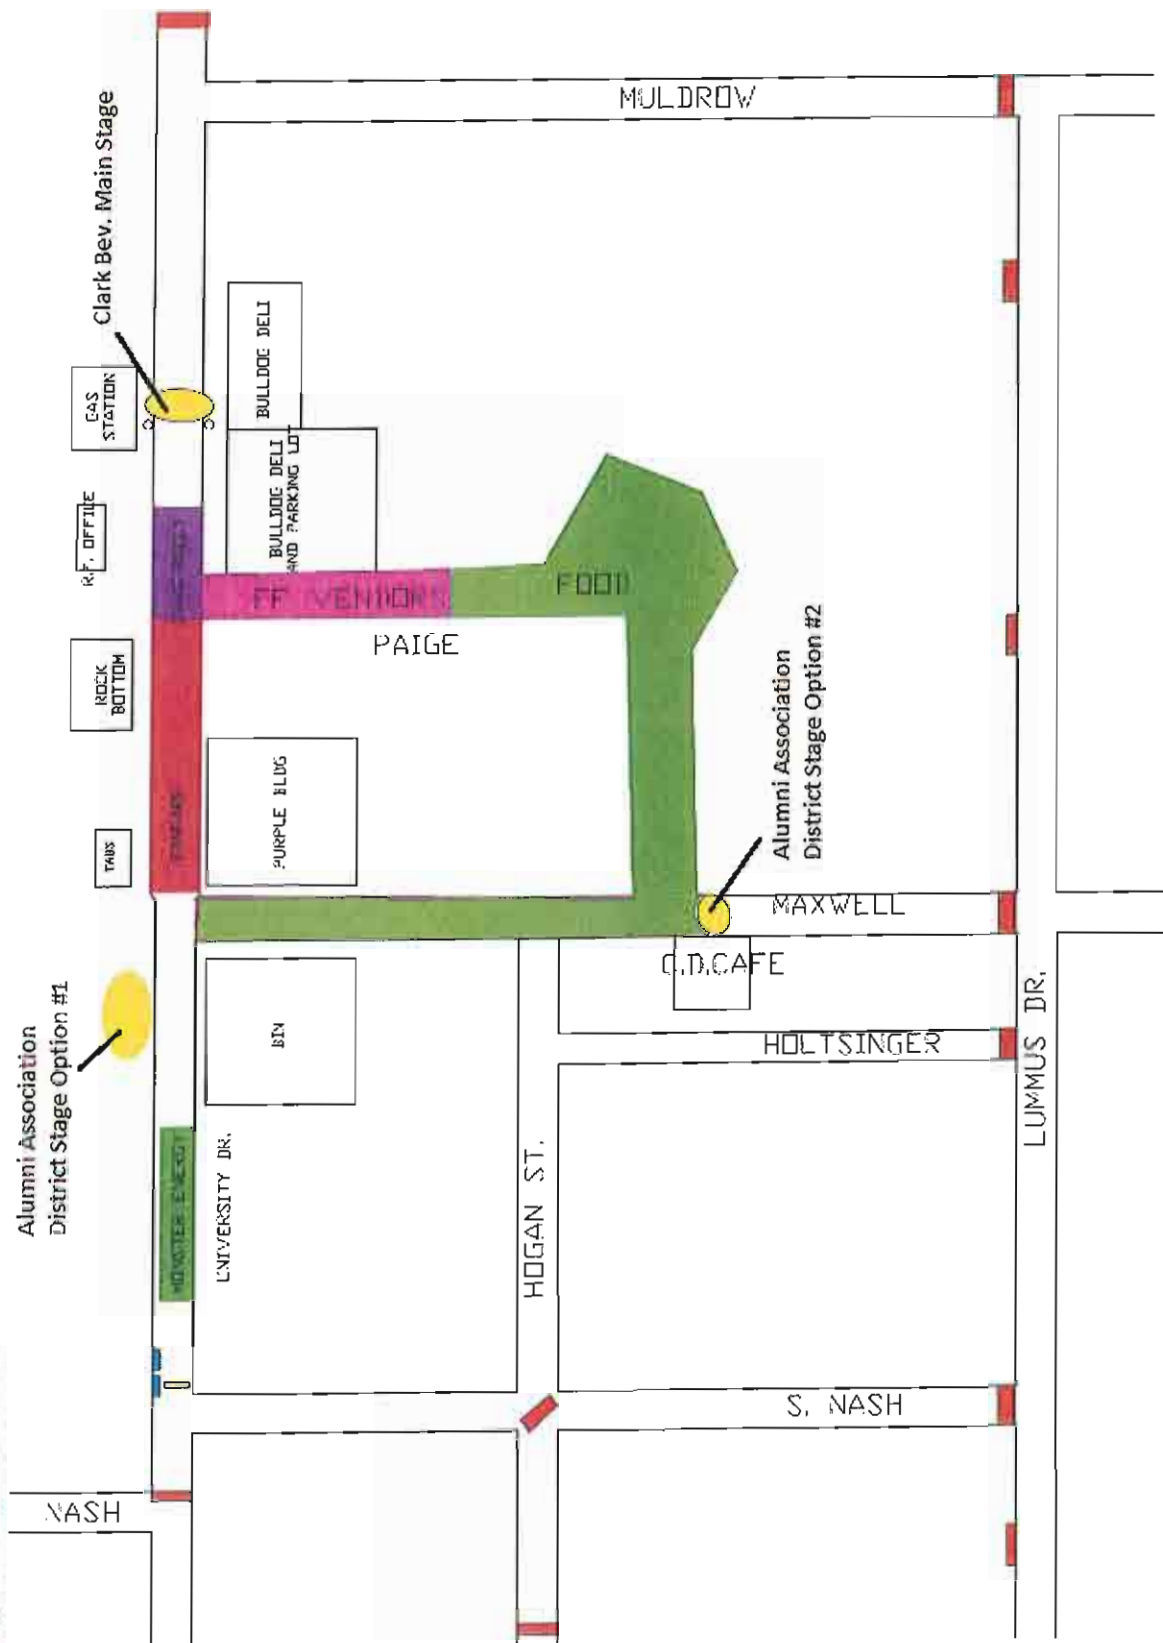 MULDROW
Clark Bev. Main Stage
GAS
STATION
BULLDOG DELI
BULLDOG DELI
AND PARKING LOT
R.F. OFFICE
FF VENDORS
FOOD
PAIGE
ROCK
BOTTOM
Alumni Association
District Stage Option #2
PURPLE BLDG
TABS
MAXWELL
C.D.CAFE
Alumni Association
District Stage Option #1
BIN
HOLTSINGER
LUMMUS DR.
MONSTER ENERGY
UNIVERSITY DR.
HOGAN ST.
S. NASH
NASH